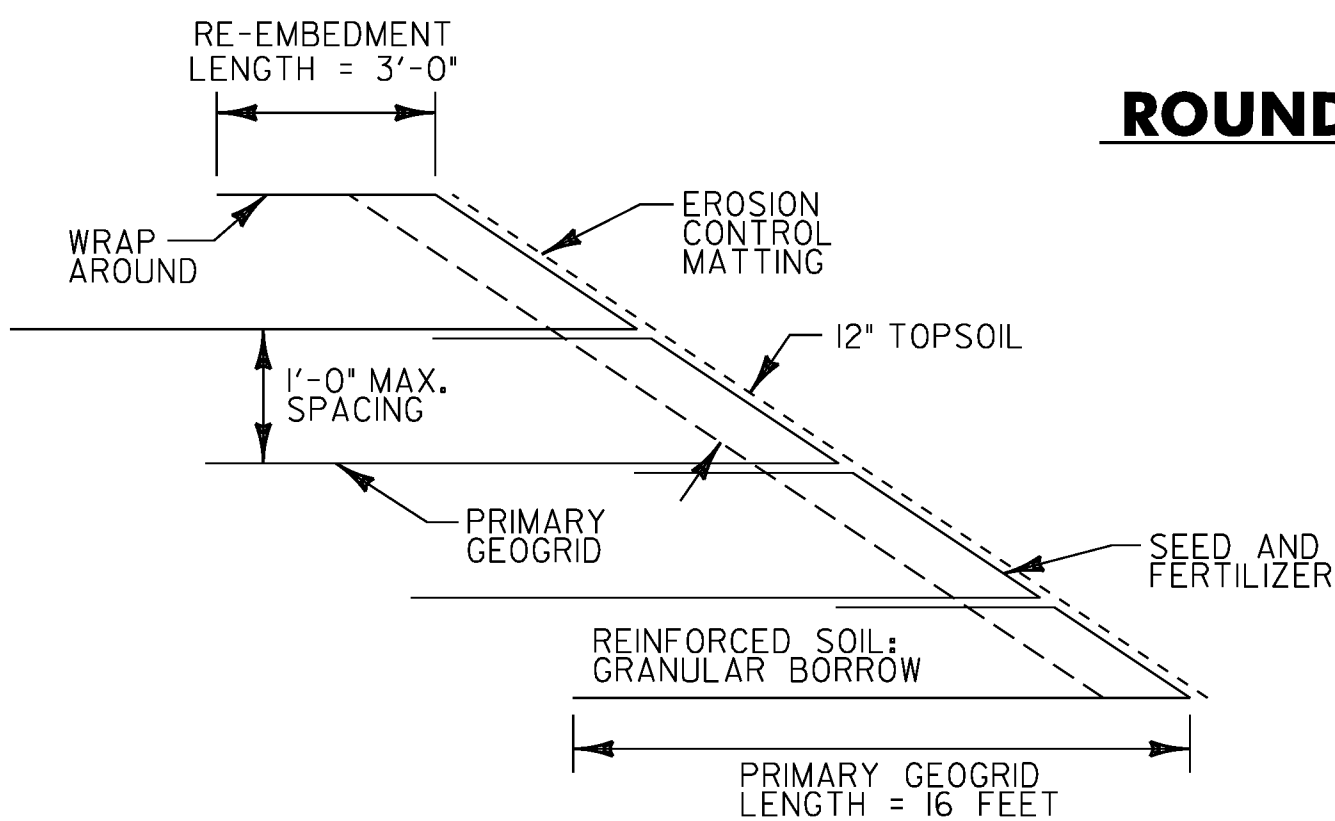 RE-EMBEDMENT
LENGTH = 3'-0"
ROUND
WRAP
AROUND
EROSION
CONTROL
MATTING
12" TOPSOIL
1'-0" MAX.
SPACING
PRIMARY
GEOGRID
SEED AND
FERTILIZER
REINFORCED SOIL:
GRANULAR BORROW
PRIMARY GEOGRID
LENGTH = 16 FEET